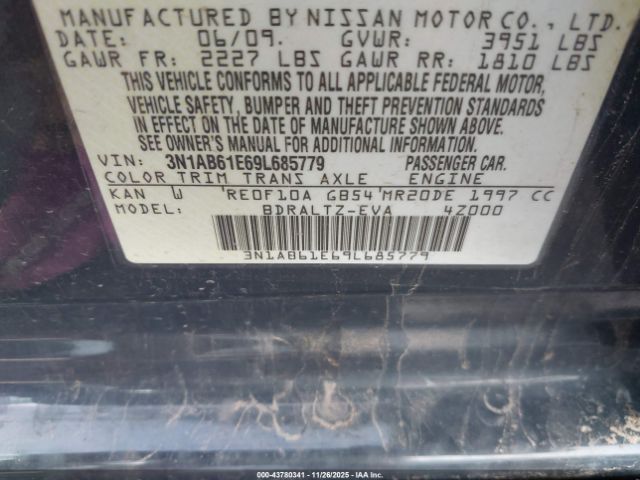 MANUFACTURED BY NISSAN MOTOR CO., LTD.
DATE: 06/09. GVWR: 3951 LBS
GAWR FR: 2227 LBS GAWR RR: 1810 LBS
THIS VEHICLE CONFORMS TO ALL APPLICABLE FEDERAL MOTOR,
VEHICLE SAFETY, BUMPER AND THEFT PREVENTION STANDARDS
IN EFFECT ON THE DATE OF MANUFACTURE SHOWN ABOVE.
SEE OWNER'S MANUAL FOR ADDITIONAL INFORMATION.
VIN: 3N1AB61E69L685779 PASSENGER CAR.
COLOR TRIM TRANS AXLE ENGINE
KAN W 'RE0F10A GB54'MR20DE 1997 CC
MODEL: BDRALTZ-EVA 4Z000
3N1AB61E69L685779
000-43780341 - 11/26/2025 - IAAI.COM